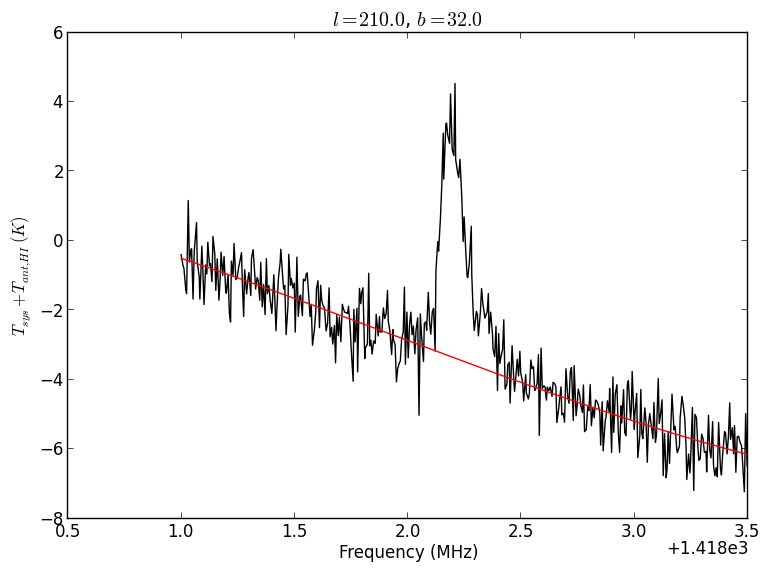 l=210.0, b=32.0
6
4
2
0
−2
−4
−6
−8
T_sys + T_ant,HI (K)
0.5 1.0 1.5 2.0 2.5 3.0 3.5
Frequency (MHz)
+1.418e3